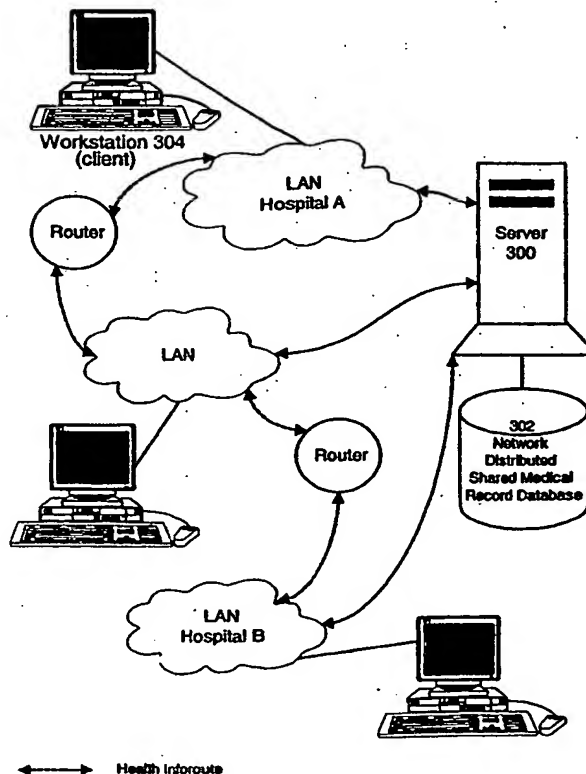 Workstation 304
(client)
LAN
Hospital A
Router
Server
300
LAN
302
Network
Distributed
Shared Medical
Record Database
Router
LAN
Hospital B
Health Inforoute